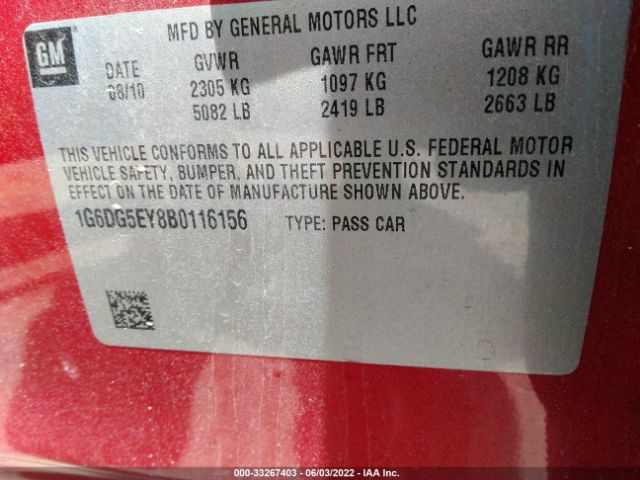 MFD BY GENERAL MOTORS LLC
GM
DATE GVWR GAWR FRT GAWR RR
08/10 2305 KG 1097 KG 1208 KG
5082 LB 2419 LB 2663 LB
THIS VEHICLE CONFORMS TO ALL APPLICABLE U.S. FEDERAL MOTOR
VEHICLE SAFETY, BUMPER, AND THEFT PREVENTION STANDARDS IN
EFFECT ON THE DATE OF MANUFACTURE SHOWN ABOVE.
1G6DG5EY8B0116156 TYPE: PASS CAR
000-33267403 - 06/03/2022 - IAA Inc.